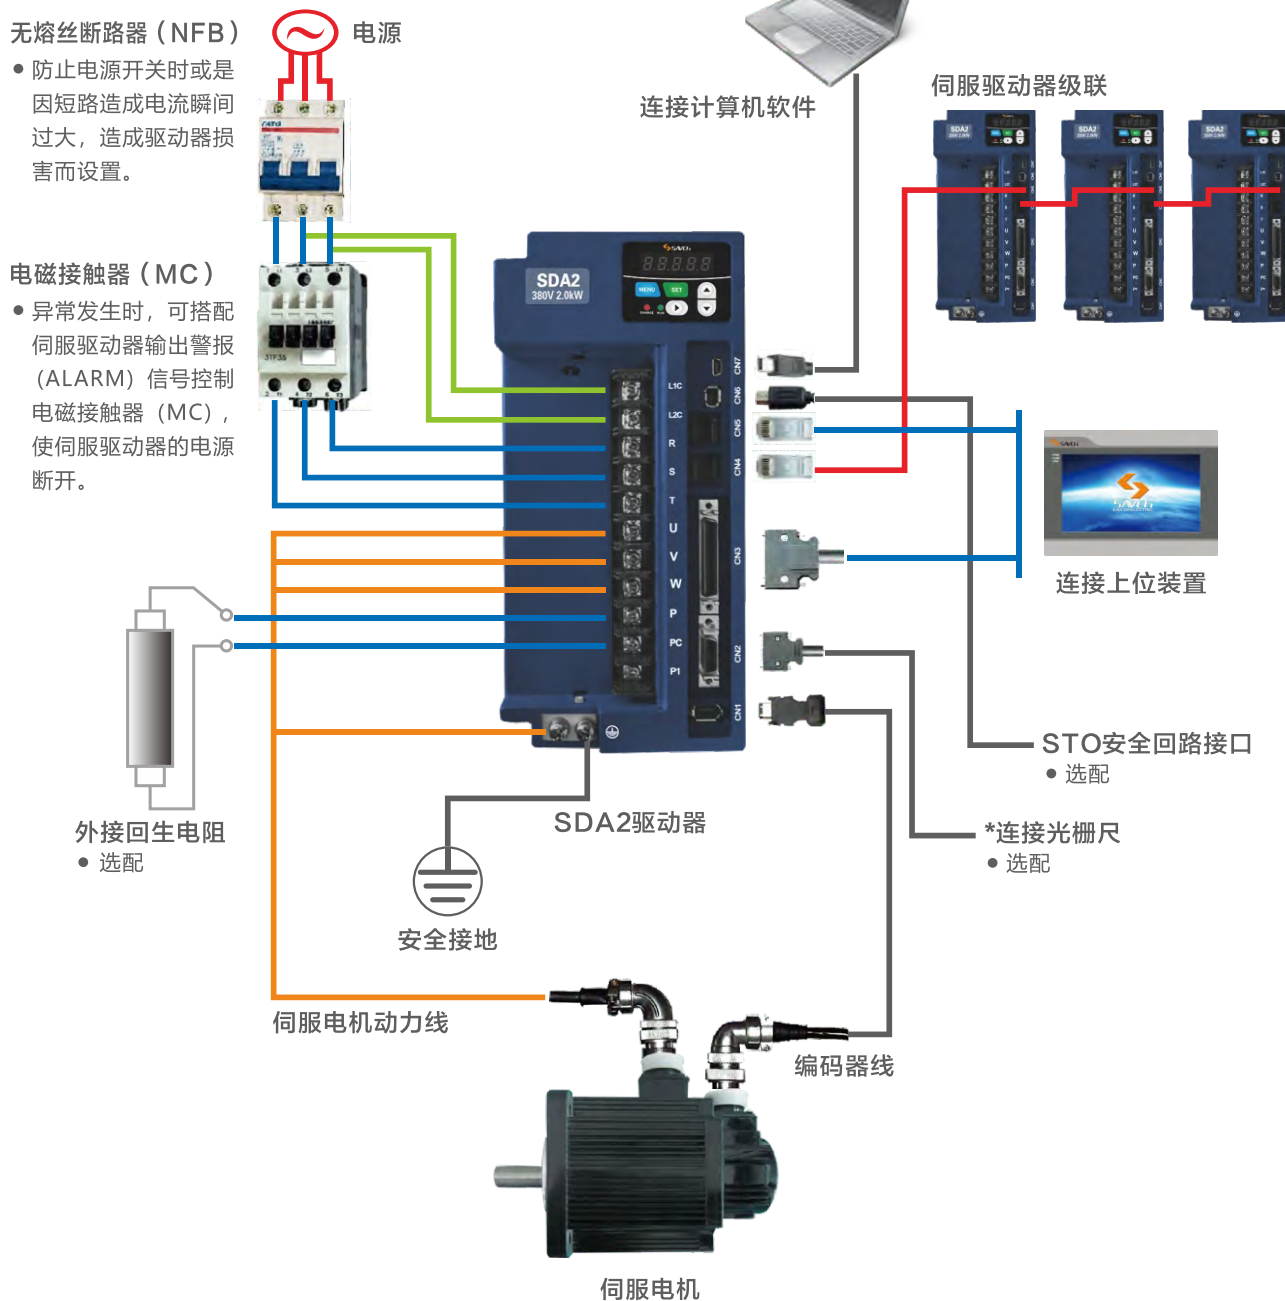 无熔丝断路器（NFB）
● 防止电源开关时或是
因短路造成电流瞬间
过大，造成驱动器损
害而设置。
电源
连接计算机软件
伺服驱动器级联
SDA2
SDA2
SDA2
电磁接触器（MC）
● 异常发生时，可搭配
伺服驱动器输出警报
（ALARM）信号控制
电磁接触器（MC），
使伺服驱动器的电源
断开。
3TF35
SDA2
380V 2.0kW
MENU
SET
L1C
L2C
R
S
T
U
V
W
P
PC
P1
CN7
CN6
CN5
CN4
CN3
CN2
CN1
连接上位装置
STO安全回路接口
● 选配
*连接光栅尺
● 选配
外接回生电阻
● 选配
SDA2驱动器
安全接地
伺服电机动力线
编码器线
伺服电机